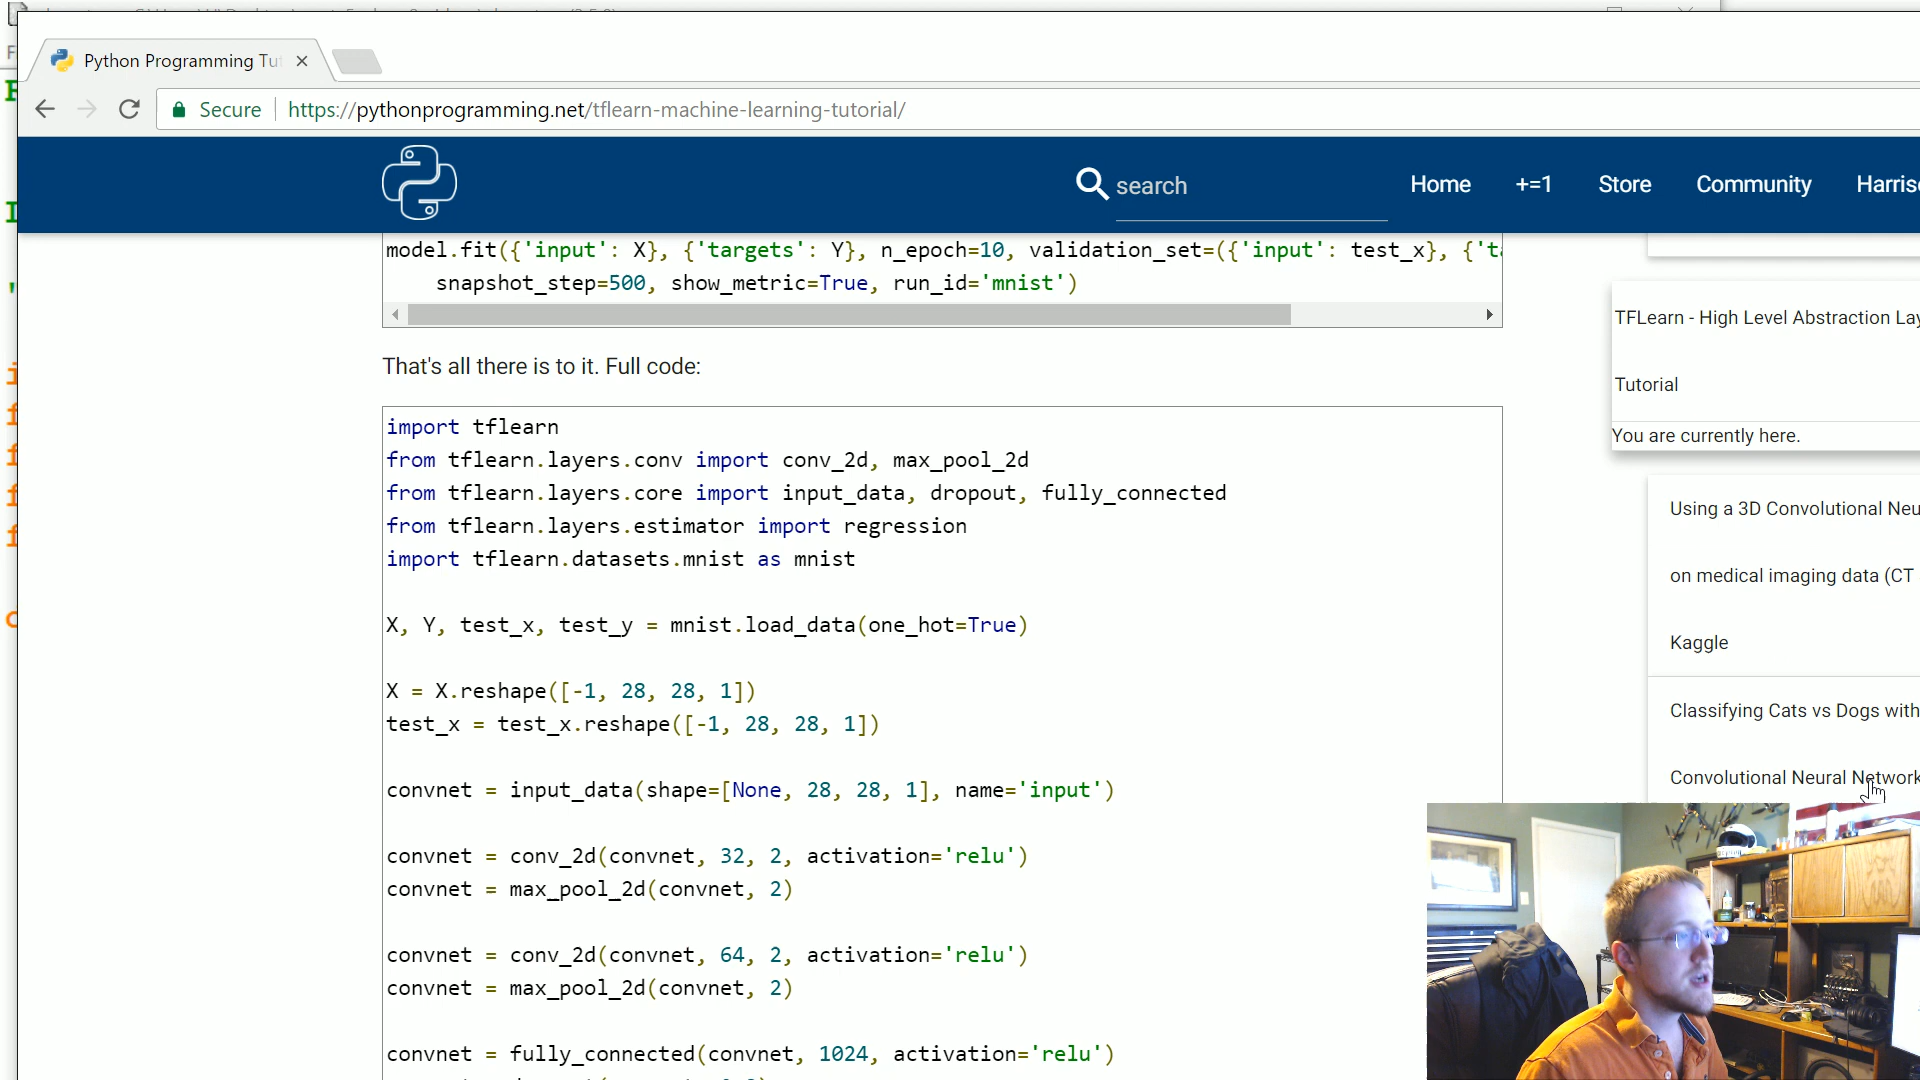 Python Programming Tu
Secure
https://pythonprogramming.net/tflearn-machine-learning-tutorial/
search
Home
+=1
Store
Community
Harris
model.fit({'input': X}, {'targets': Y}, n_epoch=10, validation_set=({'input': test_x}, {'t
snapshot_step=500, show_metric=True, run_id='mnist')
That's all there is to it. Full code:
import tflearn
from tflearn.layers.conv import conv_2d, max_pool_2d
from tflearn.layers.core import input_data, dropout, fully_connected
from tflearn.layers.estimator import regression
import tflearn.datasets.mnist as mnist
X, Y, test_x, test_y = mnist.load_data(one_hot=True)
X = X.reshape([-1, 28, 28, 1])
test_x = test_x.reshape([-1, 28, 28, 1])
convnet = input_data(shape=[None, 28, 28, 1], name='input')
convnet = conv_2d(convnet, 32, 2, activation='relu')
convnet = max_pool_2d(convnet, 2)
convnet = conv_2d(convnet, 64, 2, activation='relu')
convnet = max_pool_2d(convnet, 2)
convnet = fully_connected(convnet, 1024, activation='relu')
TFLearn - High Level Abstraction Lay
Tutorial
You are currently here.
Using a 3D Convolutional Neu
on medical imaging data (CT
Kaggle
Classifying Cats vs Dogs with
Convolutional Neural Network